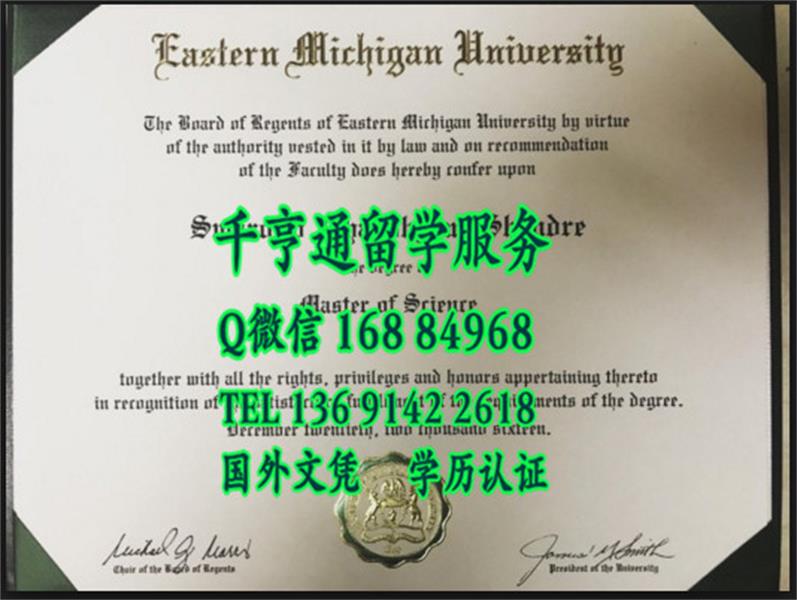 Eastern Michigan University
The Board of Regents of Eastern Michigan University by virtue
of the authority vested in it by law and on recommendation
of the Faculty does hereby confer upon
千亨通留学服务
Master of Science
Q微信 168 84968
together with all the rights, privileges and honors appertaining thereto
in recognition of of the degree.
TEL 136 9142 2618
December twentieth, two thousand sixteen.
国外文凭 学历认证
Chair of the Board of Regents
President of the University